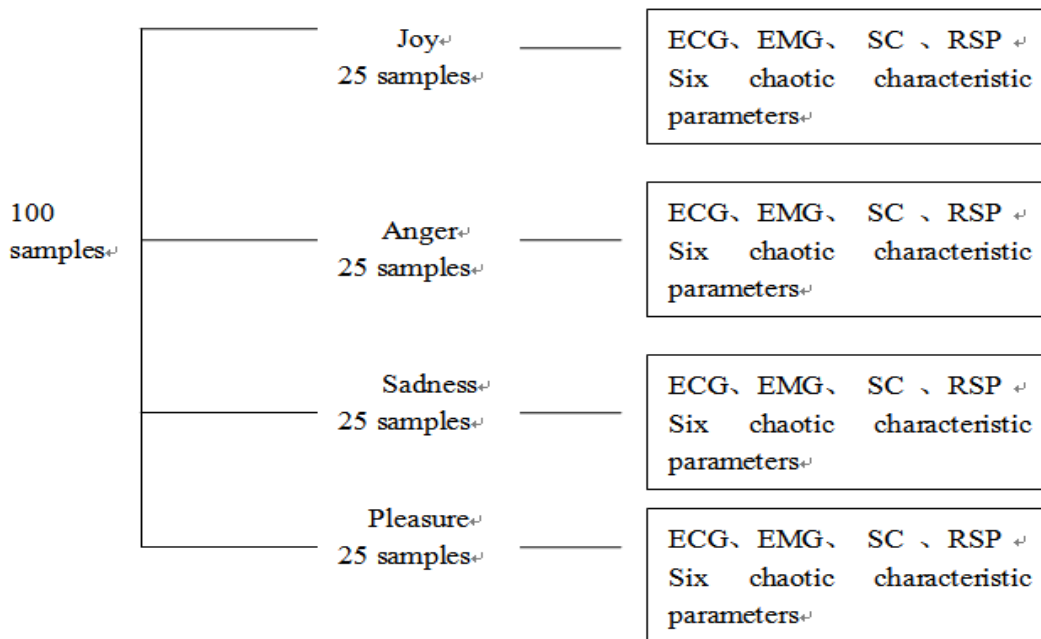 100
samples↵
Joy↵
25 samples↵
ECG、EMG、 SC 、RSP ↵
Six chaotic characteristic
parameters↵
Anger↵
25 samples↵
ECG、EMG、 SC 、RSP ↵
Six chaotic characteristic
parameters↵
Sadness↵
25 samples↵
ECG、EMG、 SC 、RSP ↵
Six chaotic characteristic
parameters↵
Pleasure↵
25 samples↵
ECG、EMG、 SC 、RSP ↵
Six chaotic characteristic
parameters↵